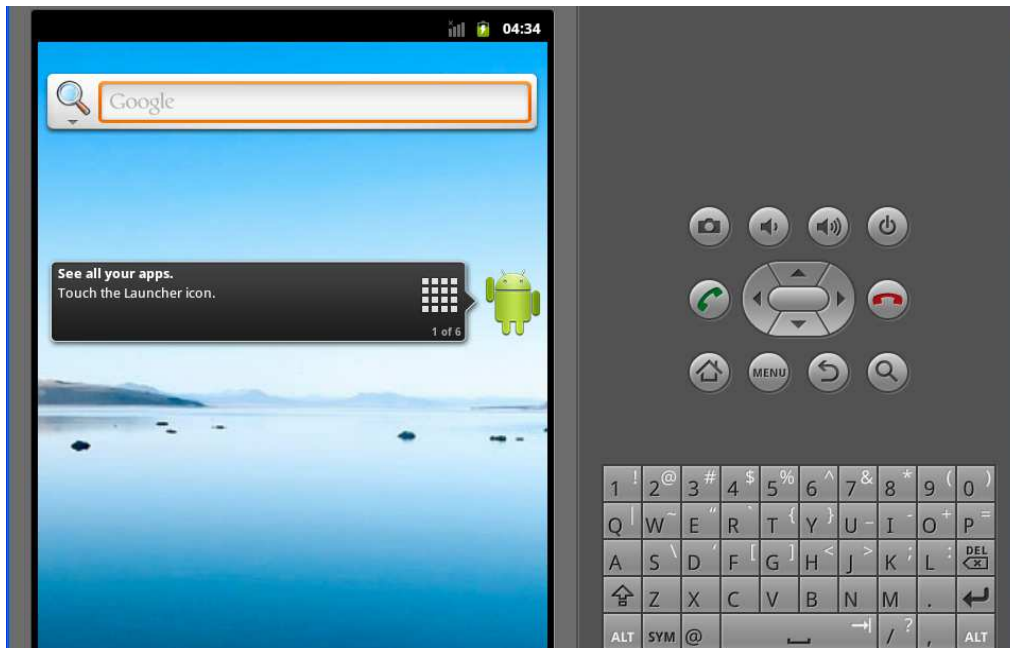 04:34
Google
See all your apps.
Touch the Launcher icon.
1 of 6
MENU
1 ! 2 @ 3 # 4 $ 5 % 6 ^ 7 & 8 * 9 ( 0 )
Q | W ~ E " R ` T { Y } U _ I - O + P =
A S \ D ' F [ G ] H < J > K ; L : DEL
Z X C V B N M .
ALT SYM @ / ? , ALT